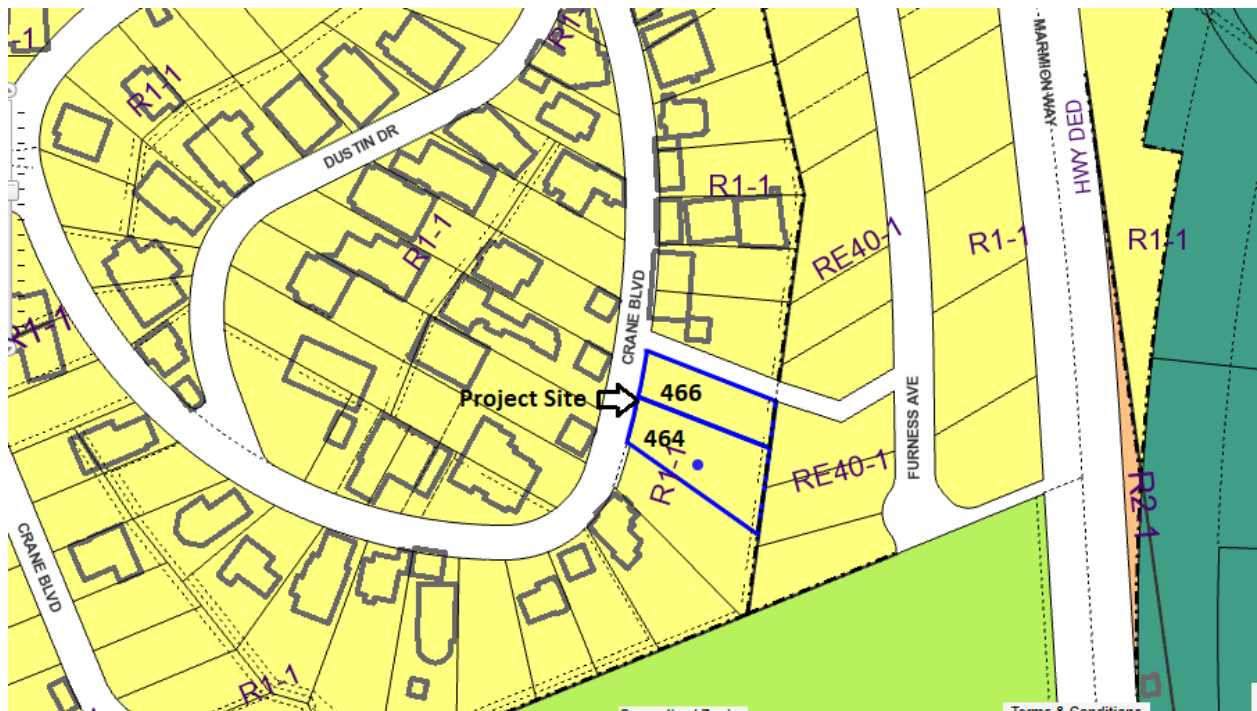 R1-1
R1-1
DUSTIN DR
R1-1
R1-1
R1-1
RE40-1
R1-1
MARMION WAY
HWY DED
R1-1
CRANE BLVD
Project Site
466
464
R1-1
RE40-1
FURNESS AVE
R2-1
CRANE BLVD
R1-1
Terms & Conditions